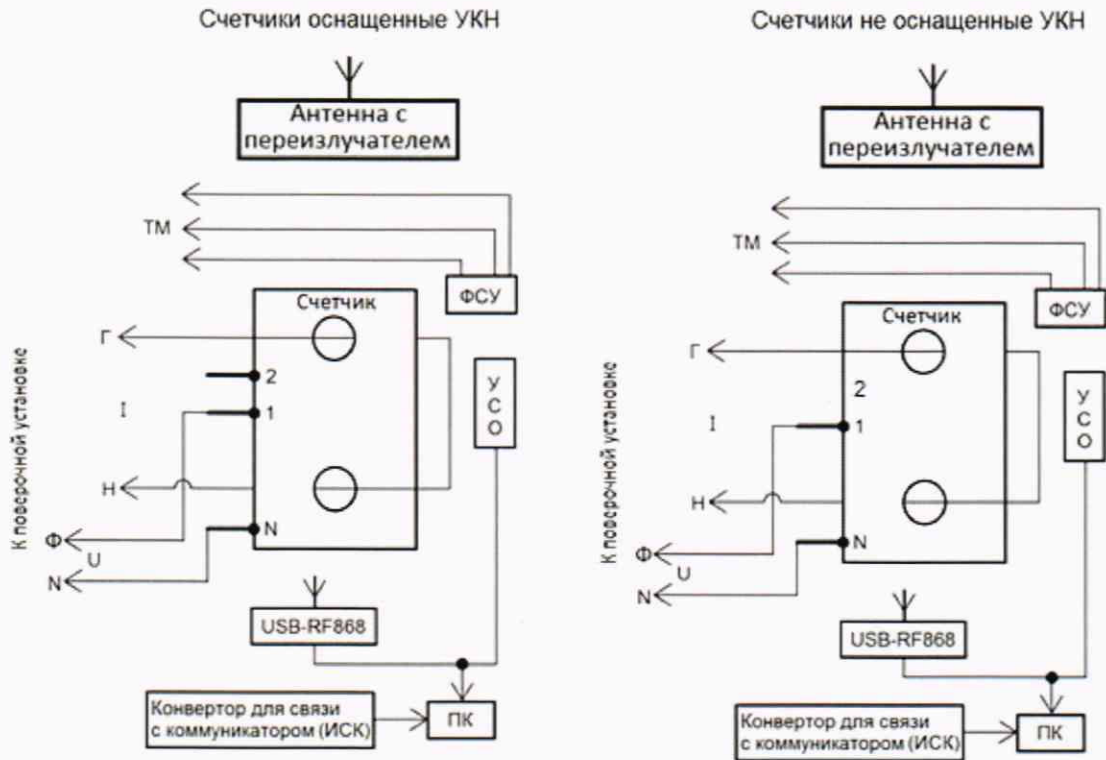 Счетчики оснащенные УКН
Антенна с
переизлучателем
ТМ
ФСУ
Счетчик
Г
2
I
1
УСО
Н
N
Ф
U
N
К поверочной установке
USB-RF868
Конвертор для связи
с коммуникатором (ИСК)
ПК
Счетчики не оснащенные УКН
Антенна с
переизлучателем
ТМ
ФСУ
Счетчик
Г
2
I
1
УСО
Н
N
Ф
U
N
К поверочной установке
USB-RF868
Конвертор для связи
с коммуникатором (ИСК)
ПК